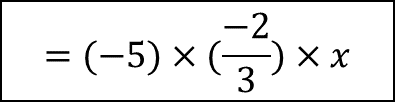 = (−5) × (−2/3) × x